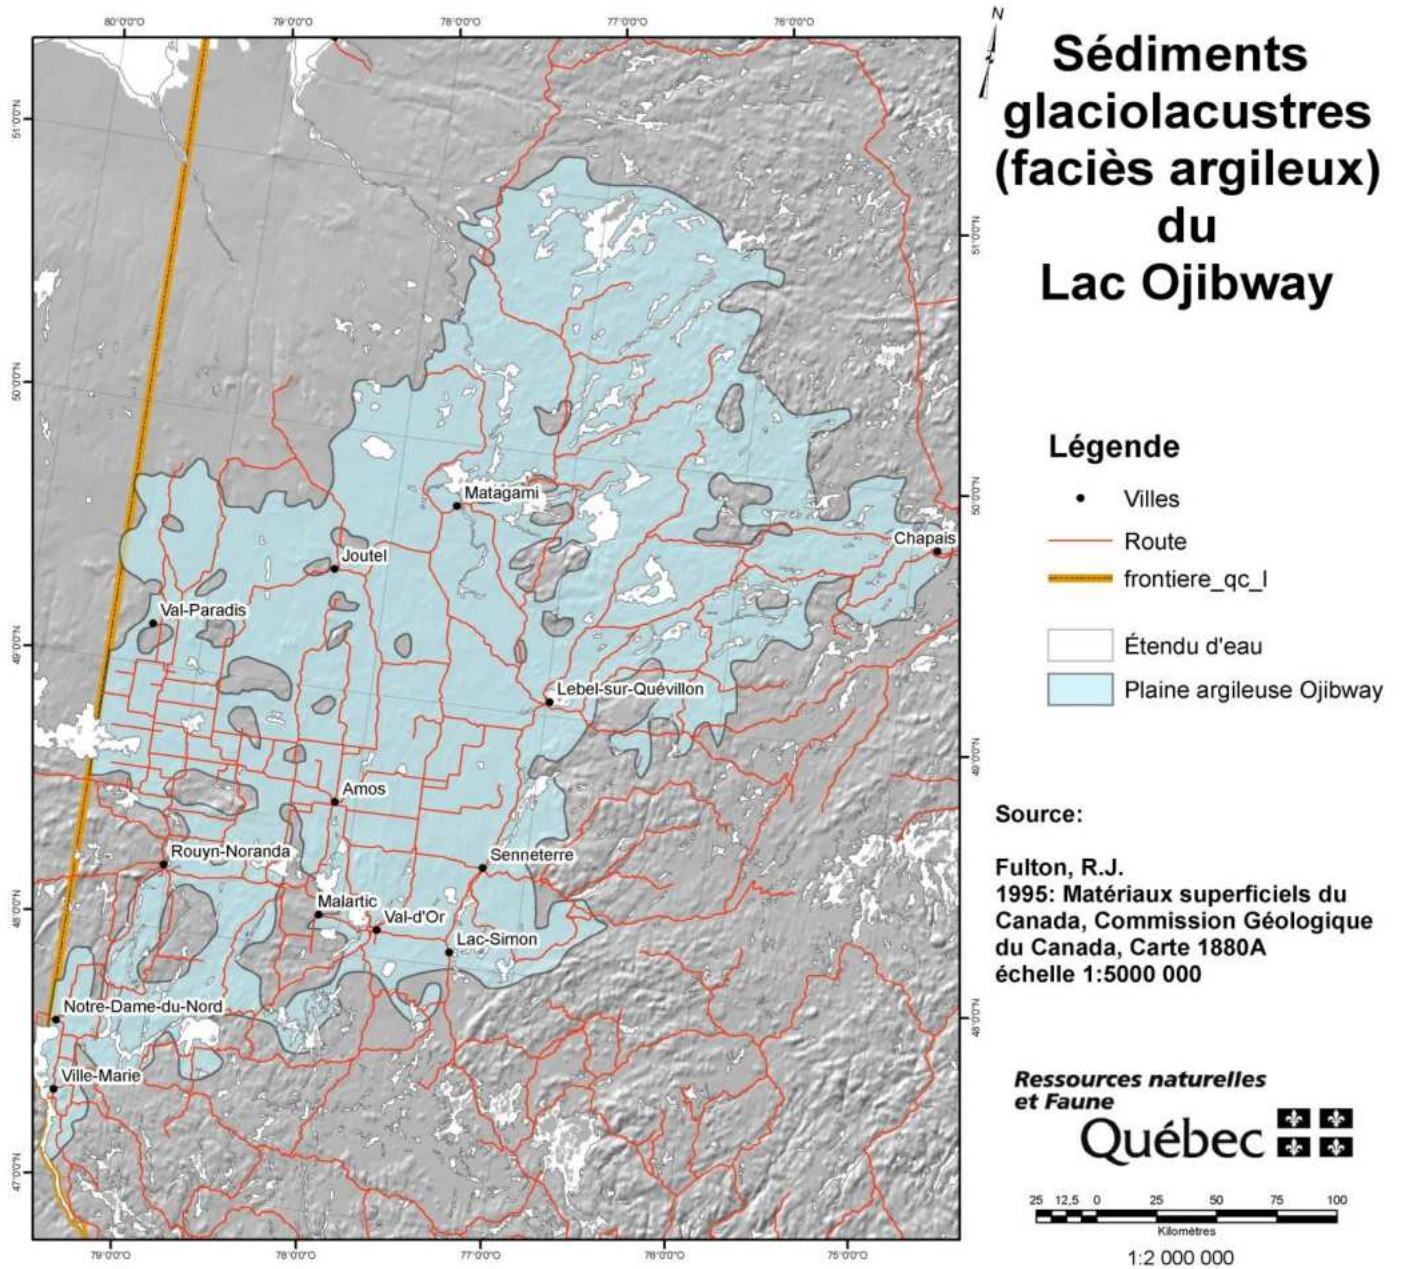 80°0'0"O 79°0'0"O 78°0'0"O 77°0'0"O 76°0'0"O
N
Sédiments
glaciolacustres
(faciès argileux)
du
Lac Ojibway
51°0'0"N
51°0'0"N
50°0'0"N
50°0'0"N
49°0'0"N
49°0'0"N
48°0'0"N
48°0'0"N
47°0'0"N
Matagami
Chapais
Joutel
Val-Paradis
Lebel-sur-Quévillon
Amos
Rouyn-Noranda
Senneterre
Malartic
Val-d'Or
Lac-Simon
Notre-Dame-du-Nord
Ville-Marie
79°0'0"O 78°0'0"O 77°0'0"O 76°0'0"O 75°0'0"O
Légende
Villes
Route
frontiere_qc_l
Étendu d'eau
Plaine argileuse Ojibway
Source:
Fulton, R.J.
1995: Matériaux superficiels du
Canada, Commission Géologique
du Canada, Carte 1880A
échelle 1:5000 000
Ressources naturelles
et Faune
Québec
25 12,5 0 25 50 75 100
Kilomètres
1:2 000 000